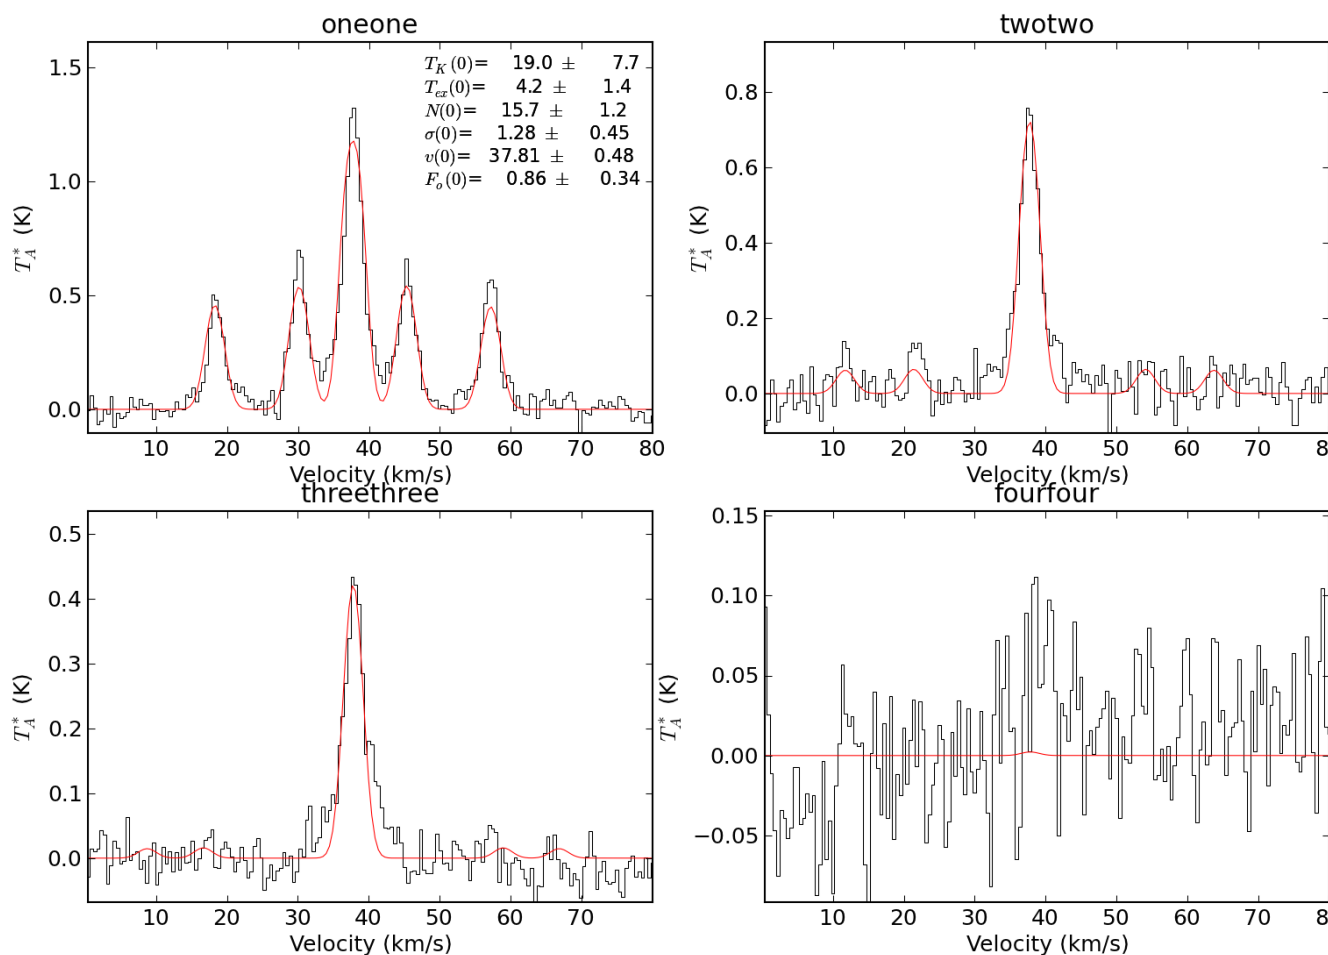 oneone
1.5
1.0
0.5
0.0
T_A^* (K)
T_K(0)= 19.0 ± 7.7
T_ex(0)= 4.2 ± 1.4
N(0)= 15.7 ± 1.2
σ(0)= 1.28 ± 0.45
v(0)= 37.81 ± 0.48
F_o(0)= 0.86 ± 0.34
10 20 30 40 50 60 70 80
Velocity (km/s)
twotwo
0.8
0.6
0.4
0.2
0.0
T_A^* (K)
10 20 30 40 50 60 70 80
Velocity (km/s)
threethree
0.5
0.4
0.3
0.2
0.1
0.0
T_A^* (K)
10 20 30 40 50 60 70
Velocity (km/s)
fourfour
0.15
0.10
0.05
0.00
−0.05
T_A^* (K)
10 20 30 40 50 60 70 80
Velocity (km/s)